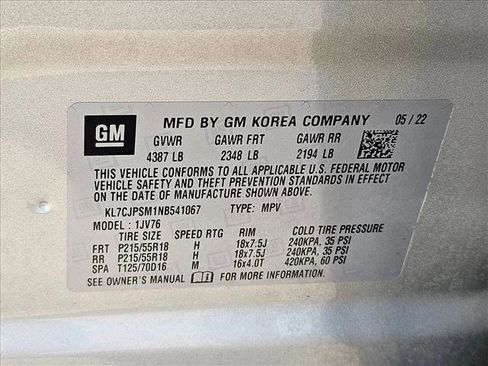 GM MFD BY GM KOREA COMPANY 05/22
GVWR GAWR FRT GAWR RR
4387 LB 2348 LB 2194 LB
THIS VEHICLE CONFORMS TO ALL APPLICABLE U.S. FEDERAL MOTOR
VEHICLE SAFETY AND THEFT PREVENTION STANDARDS IN EFFECT
ON THE DATE OF MANUFACTURE SHOWN ABOVE.
KL7CJPSM1NB541067 TYPE: MPV
MODEL: 1JV76
TIRE SIZE SPEED RTG RIM COLD TIRE PRESSURE
FRT P215/55R18 H 18x7.5J 240KPA, 35 PSI
RR P215/55R18 H 18x7.5J 240KPA, 35 PSI
SPA T125/70D16 M 16x4.0T 420KPA, 60 PSI
SEE OWNER'S MANUAL FOR MORE INFORMATION.